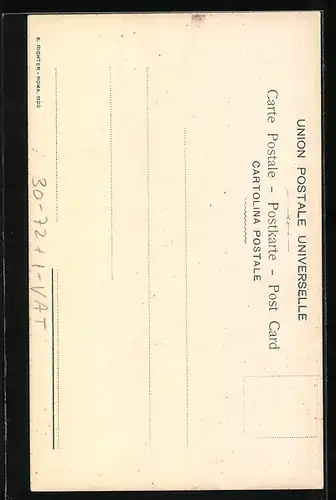 UNION POSTALE UNIVERSELLE
Carte Postale - Postkarte - Post Card
CARTOLINA POSTALE
E. RICHTER - ROMA. 1900
30-72 + 1-VAT